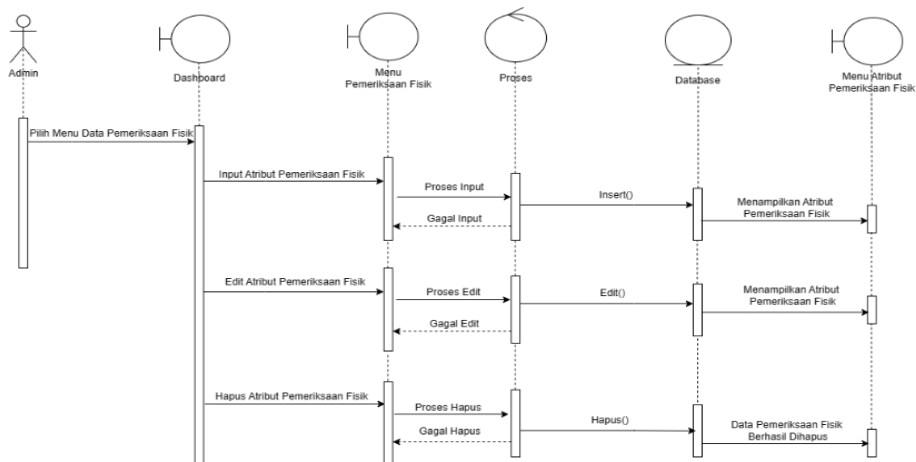 Admin
Dashboard
Menu
Pemeriksaan Fisik
Proses
Database
Menu Atribut
Pemeriksaan Fisik
Pilih Menu Data Pemeriksaan Fisik
Input Atribut Pemeriksaan Fisik
Proses Input
Insert()
Menampilkan Atribut
Pemeriksaan Fisik
Gagal Input
Edit Atribut Pemeriksaan Fisik
Proses Edit
Edit()
Menampilkan Atribut
Pemeriksaan Fisik
Gagal Edit
Hapus Atribut Pemeriksaan Fisik
Proses Hapus
Hapus()
Data Pemeriksaan Fisik
Berhasil Dihapus
Gagal Hapus